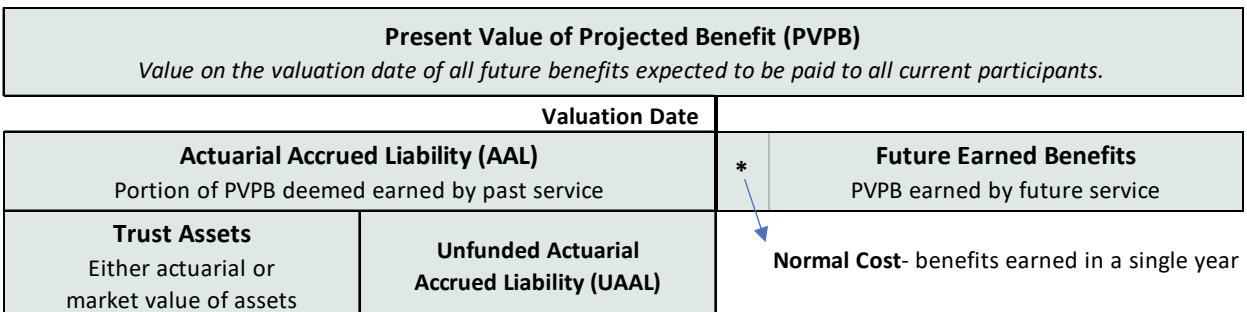 Present Value of Projected Benefit (PVPB)
Value on the valuation date of all future benefits expected to be paid to all current participants.
Valuation Date
Actuarial Accrued Liability (AAL)
Portion of PVPB deemed earned by past service
*
Future Earned Benefits
PVPB earned by future service
Trust Assets
Either actuarial or
market value of assets
Unfunded Actuarial
Accrued Liability (UAAL)
Normal Cost- benefits earned in a single year